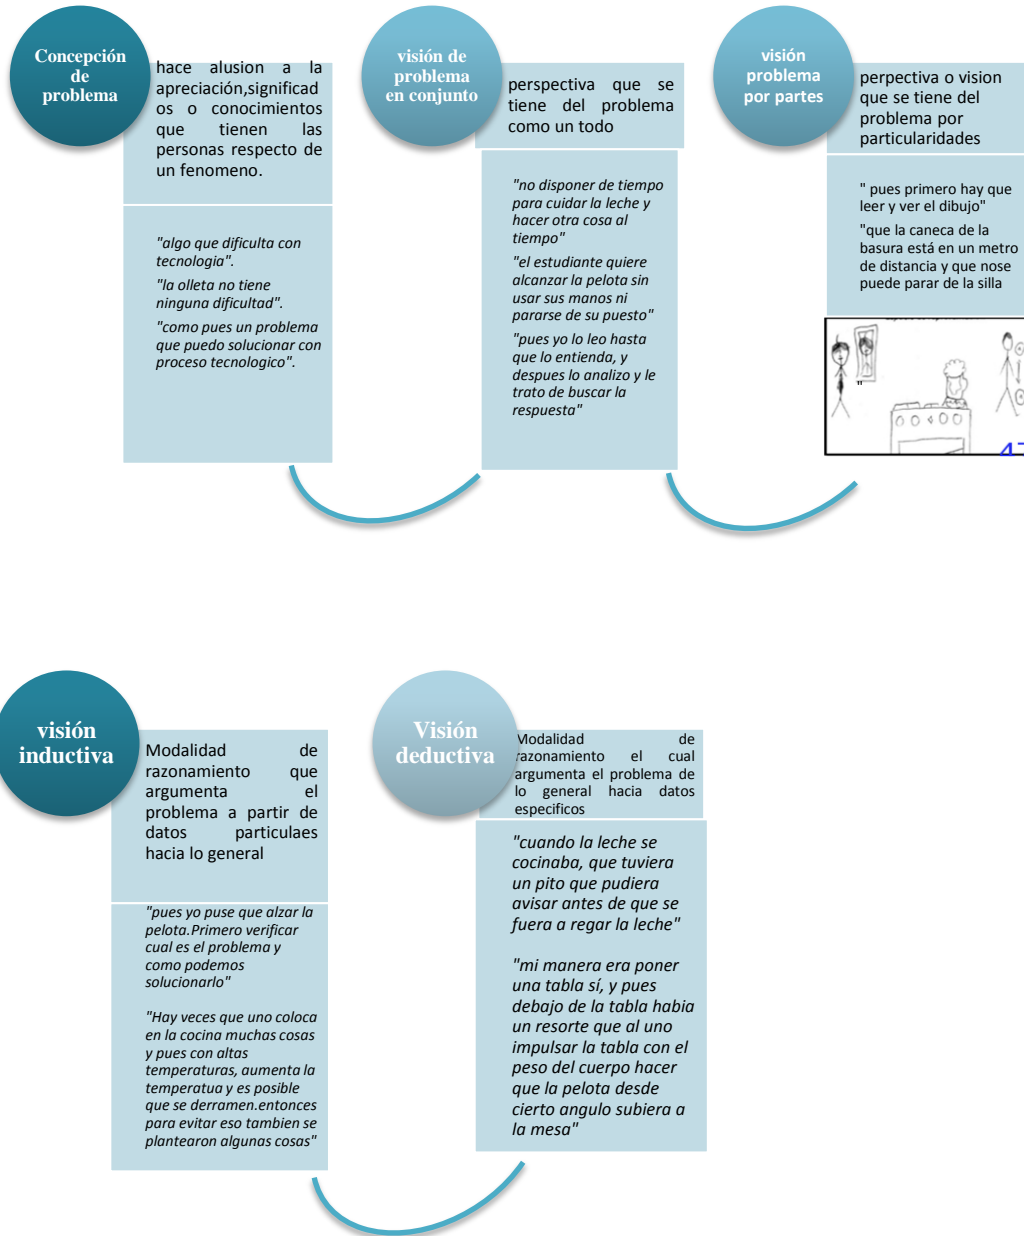 Concepción
de
problema
hace alusion a la
apreciación,significad
os o conocimientos
que tienen las
personas respecto de
un fenomeno.
"algo que dificulta con
tecnologia".
"la olleta no tiene
ninguna dificultad".
"como pues un problema
que puedo solucionar con
proceso tecnologico".
visión de
problema
en conjunto
perspectiva que se
tiene del problema
como un todo
"no disponer de tiempo
para cuidar la leche y
hacer otra cosa al
tiempo"
"el estudiante quiere
alcanzar la pelota sin
usar sus manos ni
pararse de su puesto"
"pues yo lo leo hasta
que lo entienda, y
despues lo analizo y le
trato de buscar la
respuesta"
visión
problema
por partes
perpectiva o vision
que se tiene del
problema por
particularidades
" pues primero hay que
leer y ver el dibujo"
"que la caneca de la
basura está en un metro
de distancia y que nose
puede parar de la silla
"
visión
inductiva
Modalidad de
razonamiento que
argumenta el
problema a partir de
datos particulaes
hacia lo general
"pues yo puse que alzar la
pelota.Primero verificar
cual es el problema y
como podemos
solucionarlo"
"Hay veces que uno coloca
en la cocina muchas cosas
y pues con altas
temperaturas, aumenta la
temperatua y es posible
que se derramen.entonces
para evitar eso tambien se
plantearon algunas cosas"
Visión
deductiva
Modalidad de
razonamiento el cual
argumenta el problema de
lo general hacia datos
especificos
"cuando la leche se
cocinaba, que tuviera
un pito que pudiera
avisar antes de que se
fuera a regar la leche"
"mi manera era poner
una tabla sí, y pues
debajo de la tabla habia
un resorte que al uno
impulsar la tabla con el
peso del cuerpo hacer
que la pelota desde
cierto angulo subiera a
la mesa"